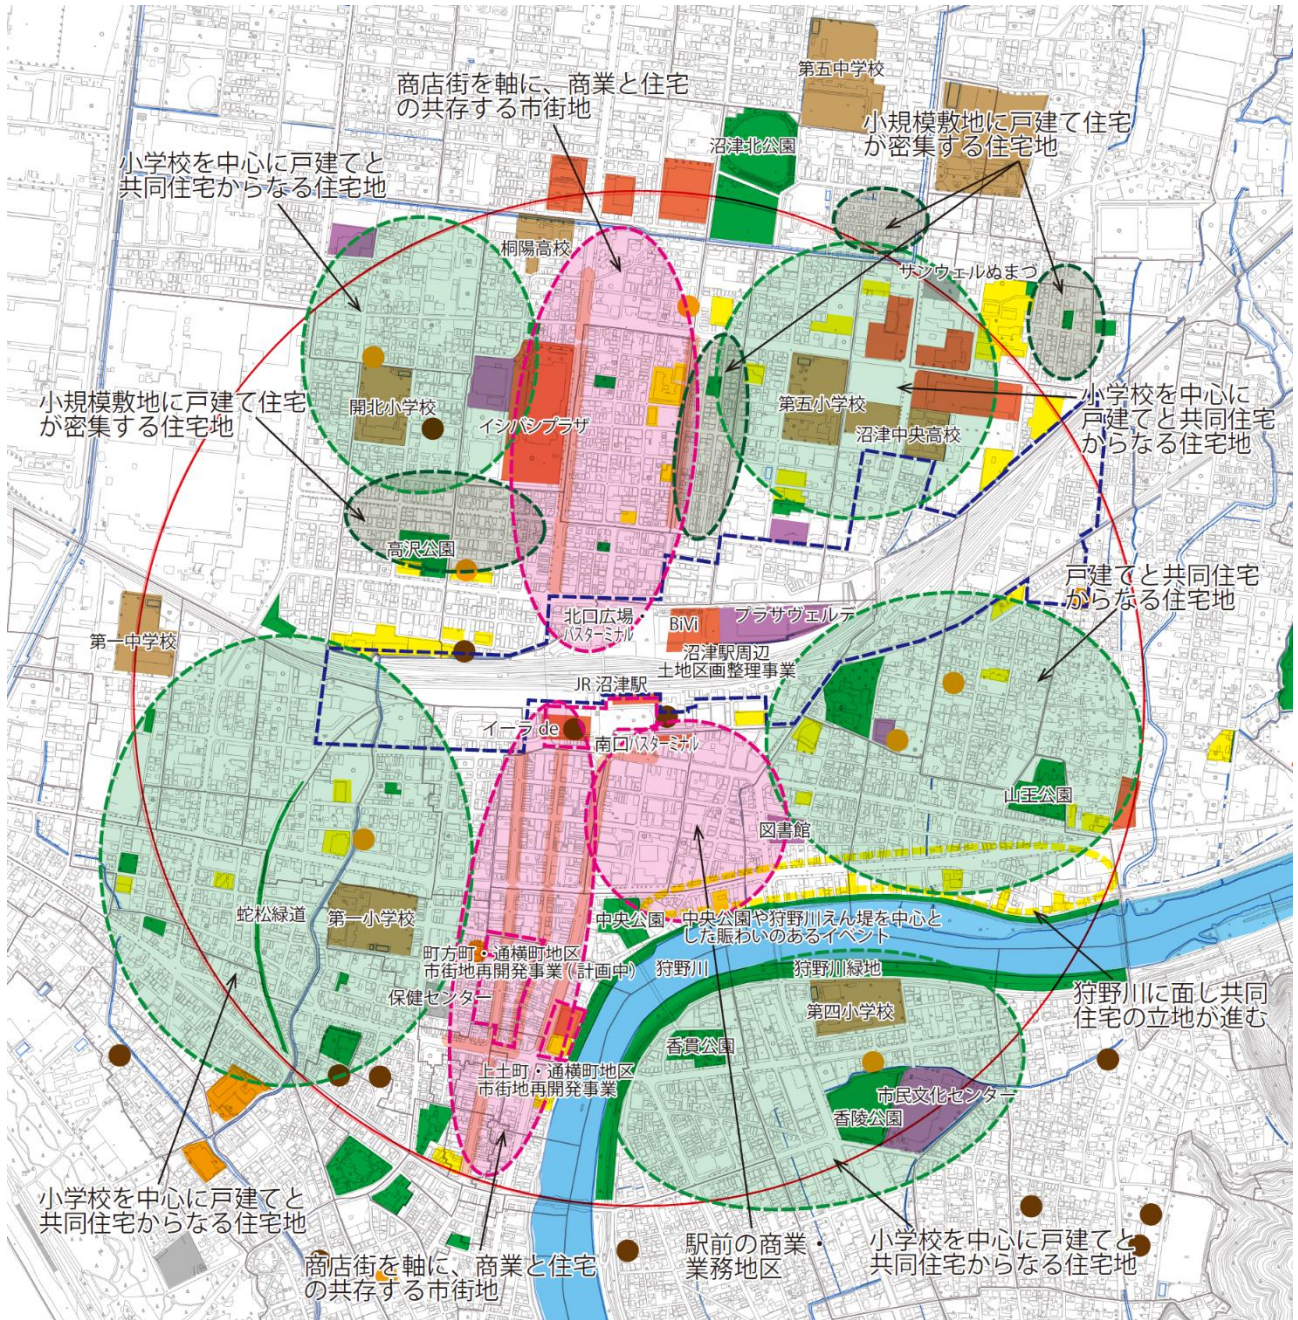 第五中学校
商店街を軸に、商業と住宅
の共存する市街地
小規模敷地に戸建て住宅
が密集する住宅地
沼津北公園
小学校を中心に戸建てと
共同住宅からなる住宅地
桐陽高校
サンウェルぬまづ
小規模敷地に戸建て住宅
が密集する住宅地
開北小学校
イシバシプラザ
第五小学校
沼津中央高校
小学校を中心に
戸建てと共同住宅
からなる住宅地
高沢公園
戸建てと共同住宅
からなる住宅地
北口広場・
バスターミナル
BiVi
プラサヴェルデ
第一中学校
沼津駅周辺
土地区画整理事業
JR 沼津駅
イーラ de
南口バスターミナル
山王公園
図書館
蛇松緑道
第一小学校
中央公園
中央公園や狩野川えん堤を中心と
した賑わいのあるイベント
町方町・通横町地区
市街地再開発事業（計画中）
狩野川
狩野川緑地
保健センター
第四小学校
狩野川に面し共同
住宅の立地が進む
香貫公園
上土町・通横町地区
市街地再開発事業
市民文化センター
香陵公園
小学校を中心に戸建てと
共同住宅からなる住宅地
商店街を軸に、商業と住宅
の共存する市街地
駅前の商業・
業務地区
小学校を中心に戸建てと
共同住宅からなる住宅地